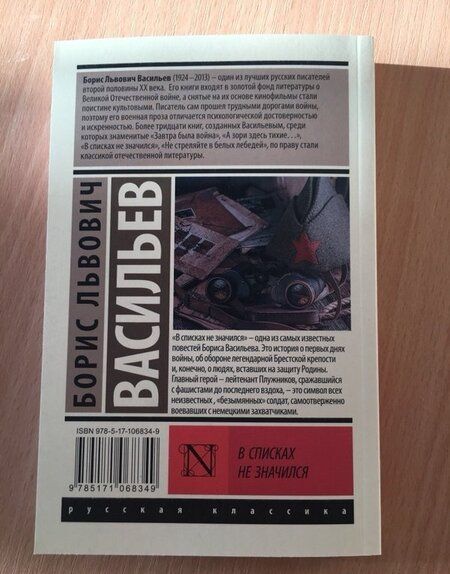 Борис Львович Васильев (1924–2013) – один из лучших русских писателей
второй половины XX века. Его книги входят в золотой фонд литературы о
Великой Отечественной войне, а снятые на их основе кинофильмы стали
поистине культовыми. Писатель сам прошел трудными дорогами войны,
поэтому его военная проза отличается психологической достоверностью
и искренностью. Более тридцати книг, созданных Васильевым, среди
которых знаменитые «Завтра была война», «А зори здесь тихие...»,
«В списках не значился», «Не стреляйте в белых лебедей», по праву стали
классикой отечественной литературы.
БОРИС ЛЬВОВИЧ
ВАСИЛЬЕВ
«В списках не значился» – одна из самых известных
повестей Бориса Васильева. Это история о первых днях
войны, об обороне легендарной Брестской крепости
и, конечно, о людях, вставших на защиту Родины.
Главный герой – лейтенант Плужников, сражавшийся
с фашистами до последнего вздоха, – это символ всех
неизвестных, «безымянных» солдат, самоотверженно
воевавших с немецкими захватчиками.
ISBN 978-5-17-106834-9
9 785171 068349
N
В СПИСКАХ
НЕ ЗНАЧИЛСЯ
русская классика